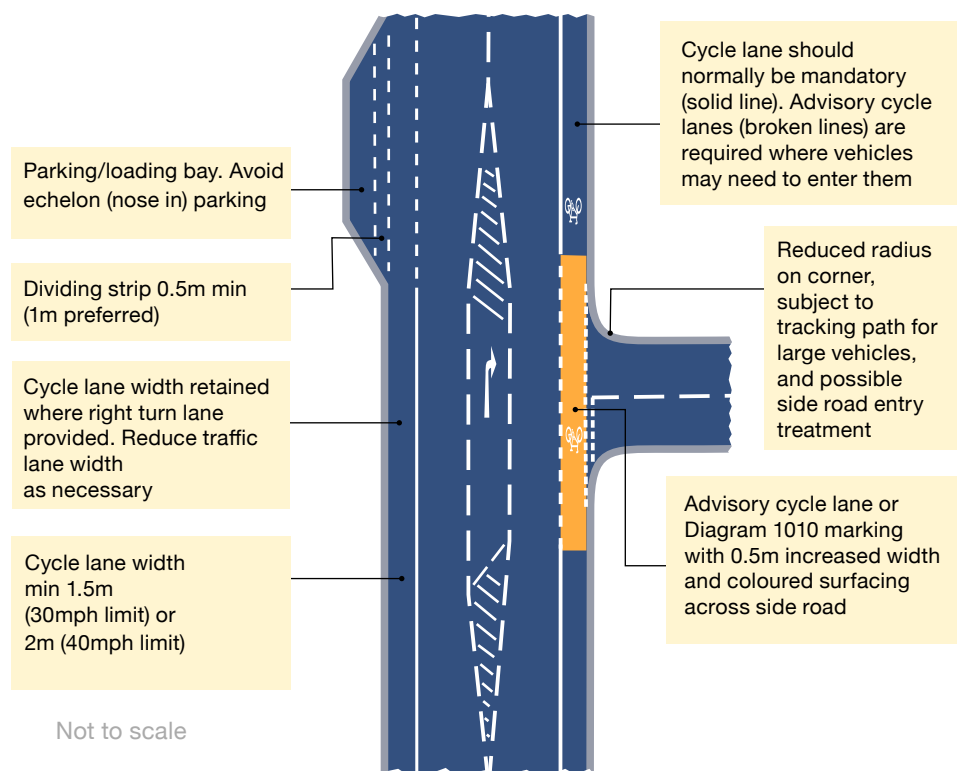 Parking/loading bay. Avoid
echelon (nose in) parking
Dividing strip 0.5m min
(1m preferred)
Cycle lane width retained
where right turn lane
provided. Reduce traffic
lane width
as necessary
Cycle lane width
min 1.5m
(30mph limit) or
2m (40mph limit)
Not to scale
Cycle lane should
normally be mandatory
(solid line). Advisory cycle
lanes (broken lines) are
required where vehicles
may need to enter them
Reduced radius
on corner,
subject to
tracking path for
large vehicles,
and possible
side road entry
treatment
Advisory cycle lane or
Diagram 1010 marking
with 0.5m increased width
and coloured surfacing
across side road